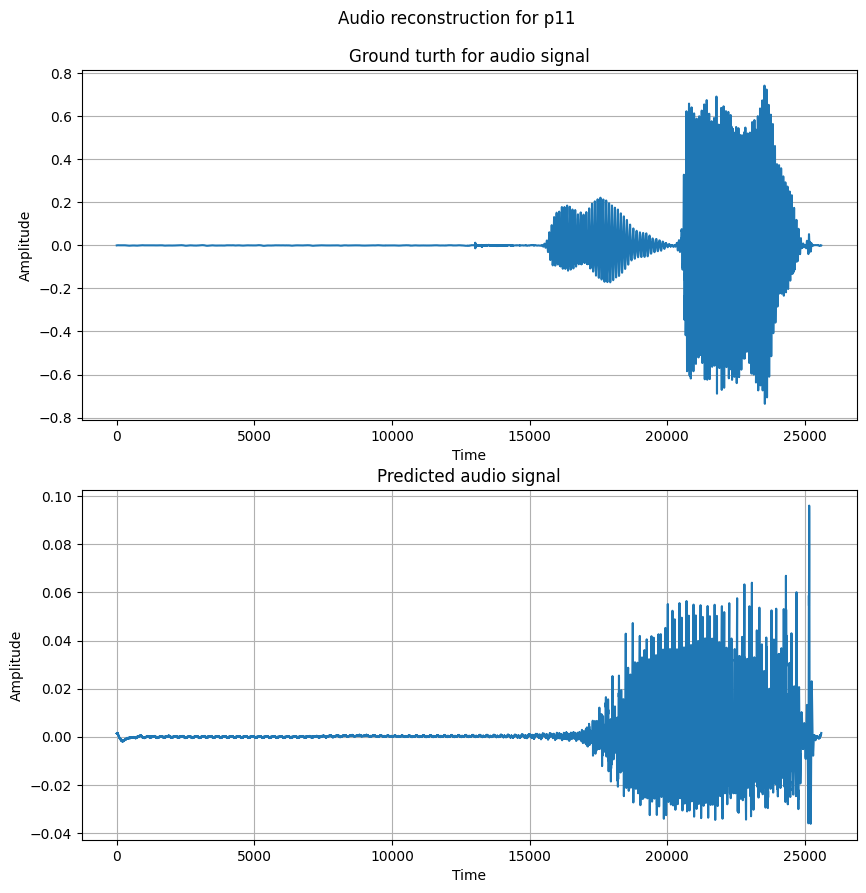 Audio reconstruction for p11
Ground turth for audio signal
0.8
0.6
0.4
0.2
0.0
−0.2
−0.4
−0.6
−0.8
Amplitude
0 5000 10000 15000 20000 25000
Time
Predicted audio signal
0.10
0.08
0.06
0.04
0.02
0.00
−0.02
−0.04
Amplitude
0 5000 10000 15000 20000 25000
Time